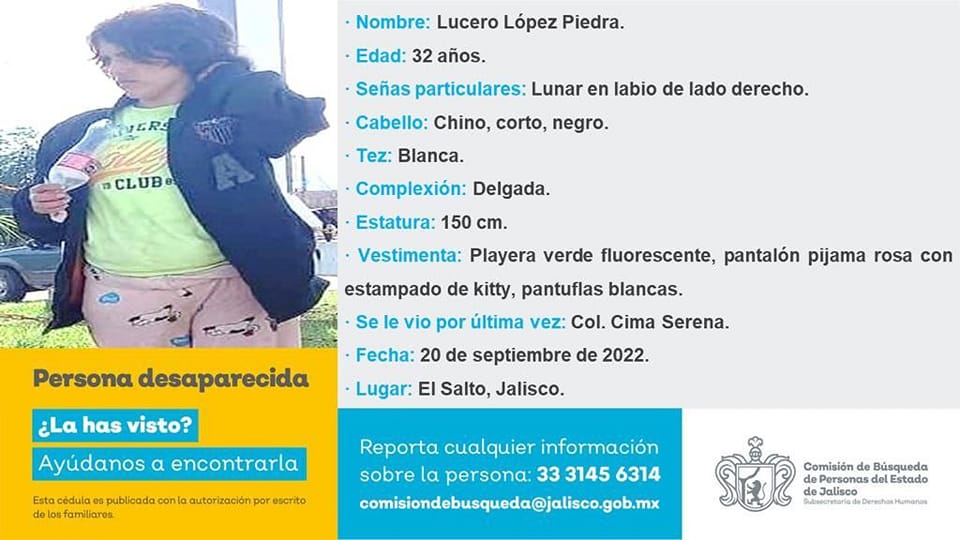 · Nombre: Lucero López Piedra.
· Edad: 32 años.
· Señas particulares: Lunar en labio de lado derecho.
· Cabello: Chino, corto, negro.
· Tez: Blanca.
· Complexión: Delgada.
· Estatura: 150 cm.
· Vestimenta: Playera verde fluorescente, pantalón pijama rosa con
estampado de kitty, pantuflas blancas.
· Se le vio por última vez: Col. Cima Serena.
· Fecha: 20 de septiembre de 2022.
· Lugar: El Salto, Jalisco.
A
CLUB
Persona desaparecida
¿La has visto?
Ayúdanos a encontrarla
Esta cédula es publicada con la autorización por escrito
de los familiares.
Reporta cualquier información
sobre la persona: 33 3145 6314
comisiondebusqueda@jalisco.gob.mx
Comisión de Búsqueda
de Personas del Estado
de Jalisco
Subsecretaría de Derechos Humanos